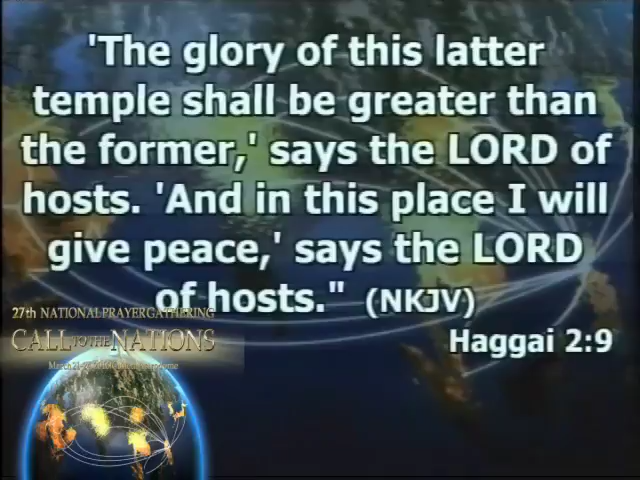 'The glory of this latter
temple shall be greater than
the former,' says the LORD of
hosts. 'And in this place I will
give peace,' says the LORD
of hosts." (NKJV)
Haggai 2:9
27th NATIONAL PRAYER GATHERING
CALL TO THE NATIONS